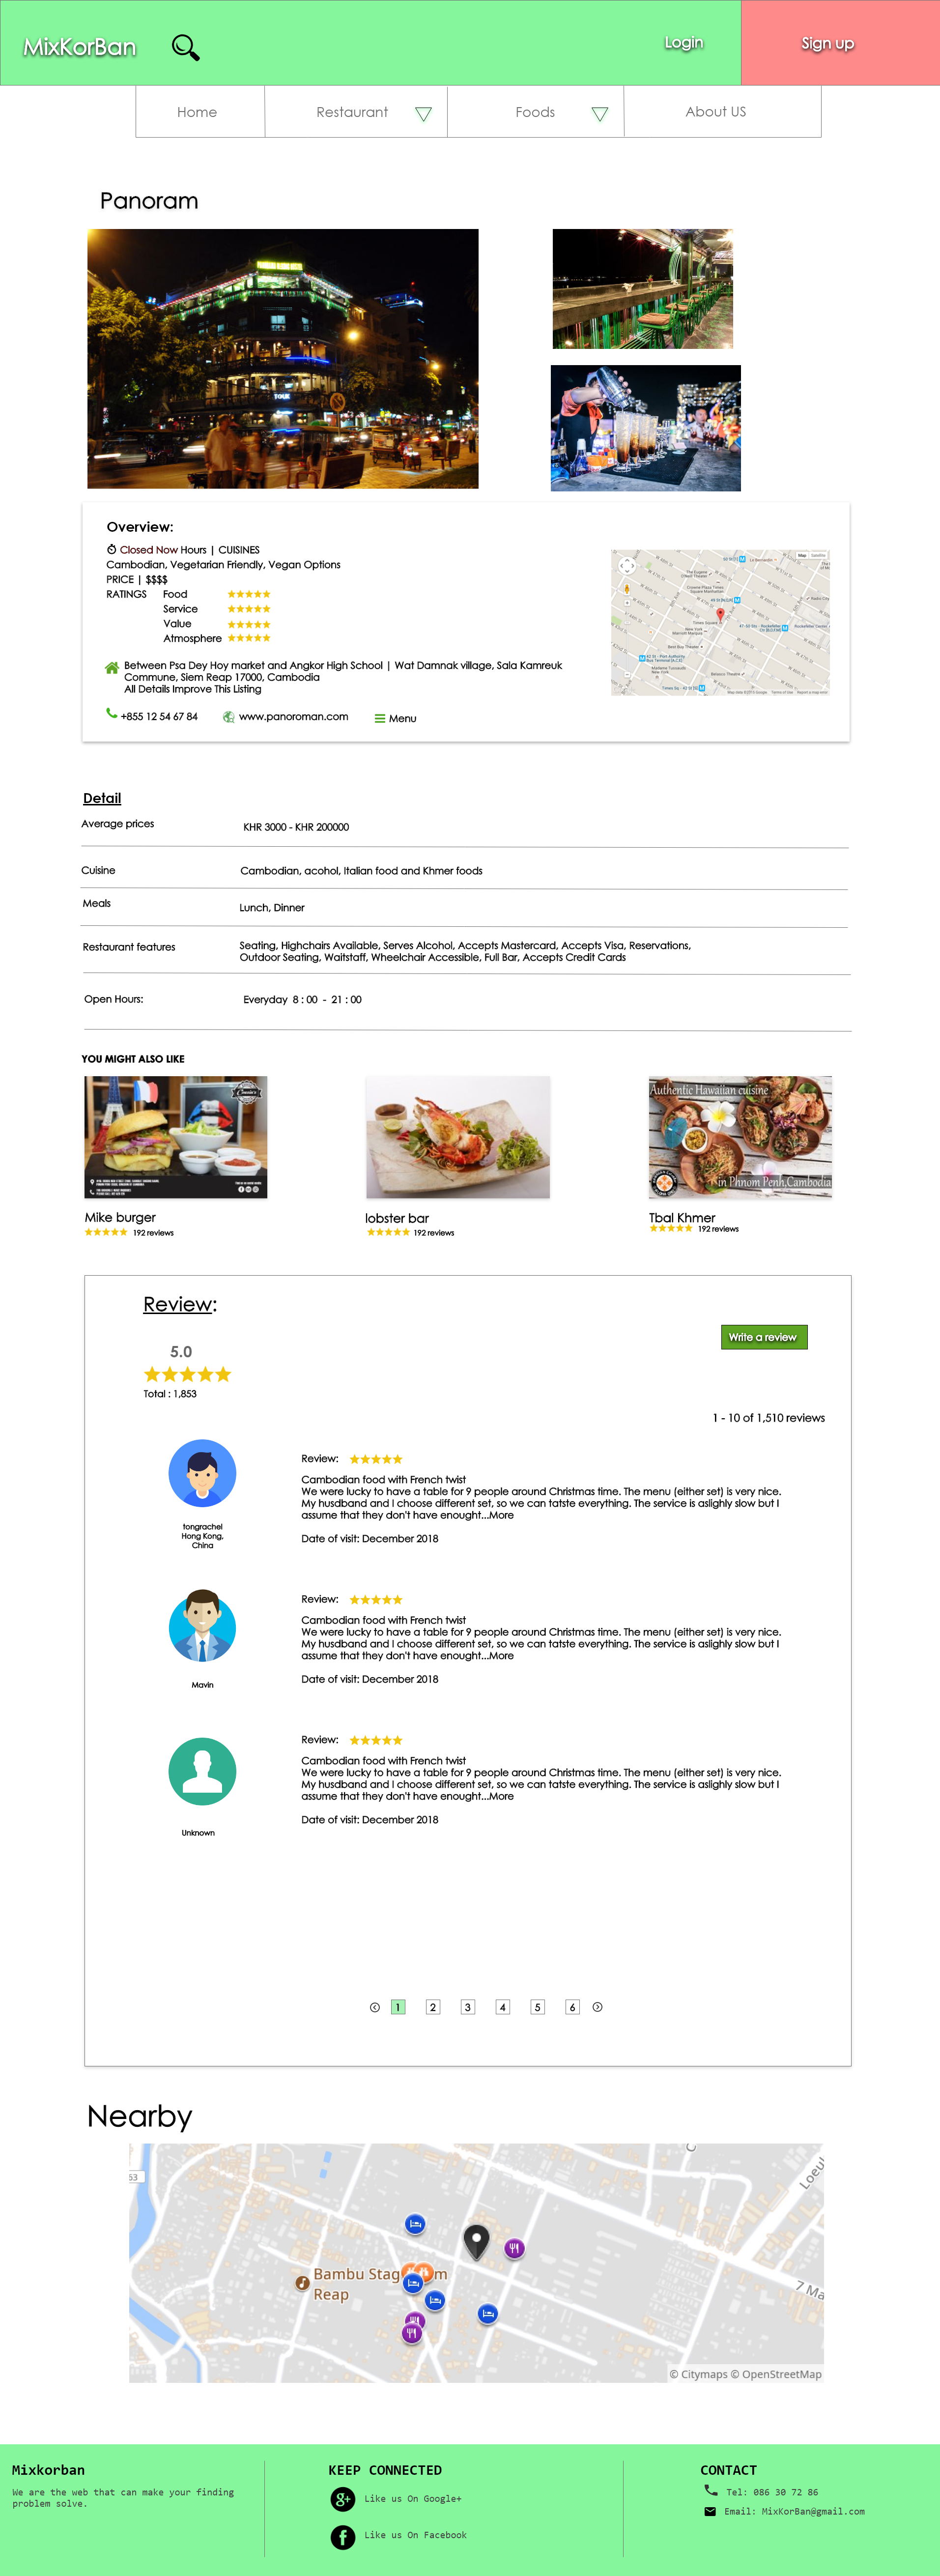 MixKorBan
Login
Sign up
Home
Restaurant
Foods
About US
Panoram
TOUK
Overview:
Closed Now Hours | CUISINES
Cambodian, Vegetarian Friendly, Vegan Options
PRICE | $$$$
RATINGS Food
Service
Value
Atmosphere
Between Psa Dey Hoy market and Angkor High School | Wat Damnak village, Sala Kamreuk
Commune, Siem Reap 17000, Cambodia
All Details Improve This Listing
+855 12 54 67 84
www.panoroman.com
Menu
Map
Satellite
Detail
Average prices
KHR 3000 - KHR 200000
Cuisine
Cambodian, acohol, Italian food and Khmer foods
Meals
Lunch, Dinner
Restaurant features
Seating, Highchairs Available, Serves Alcohol, Accepts Mastercard, Accepts Visa, Reservations,
Outdoor Seating, Waitstaff, Wheelchair Accessible, Full Bar, Accepts Credit Cards
Open Hours:
Everyday 8 : 00 - 21 : 00
YOU MIGHT ALSO LIKE
Authentic Hawaiian cuisine
in Phnom Penh,Cambodia
Mike burger
192 reviews
lobster bar
192 reviews
Tbal Khmer
192 reviews
Review:
Write a review
5.0
Total : 1,853
1 - 10 of 1,510 reviews
Review:
Cambodian food with French twist
We were lucky to have a table for 9 people around Christmas time. The menu (either set) is very nice.
My husdband and I choose different set, so we can tatste everything. The service is aslighly slow but I
assume that they don't have enought...More
Date of visit: December 2018
tongrachel
Hong Kong,
China
Review:
Cambodian food with French twist
We were lucky to have a table for 9 people around Christmas time. The menu (either set) is very nice.
My husdband and I choose different set, so we can tatste everything. The service is aslighly slow but I
assume that they don't have enought...More
Date of visit: December 2018
Mavin
Review:
Cambodian food with French twist
We were lucky to have a table for 9 people around Christmas time. The menu (either set) is very nice.
My husdband and I choose different set, so we can tatste everything. The service is aslighly slow but I
assume that they don't have enought...More
Date of visit: December 2018
Unknown
1 2 3 4 5 6
Nearby
63
Bambu Stag m
Reap
Loeu
7 Ma
© Citymaps © OpenStreetMap
Mixkorban
We are the web that can make your finding
problem solve.
KEEP CONNECTED
Like us On Google+
Like us On Facebook
CONTACT
Tel: 086 30 72 86
Email: MixKorBan@gmail.com